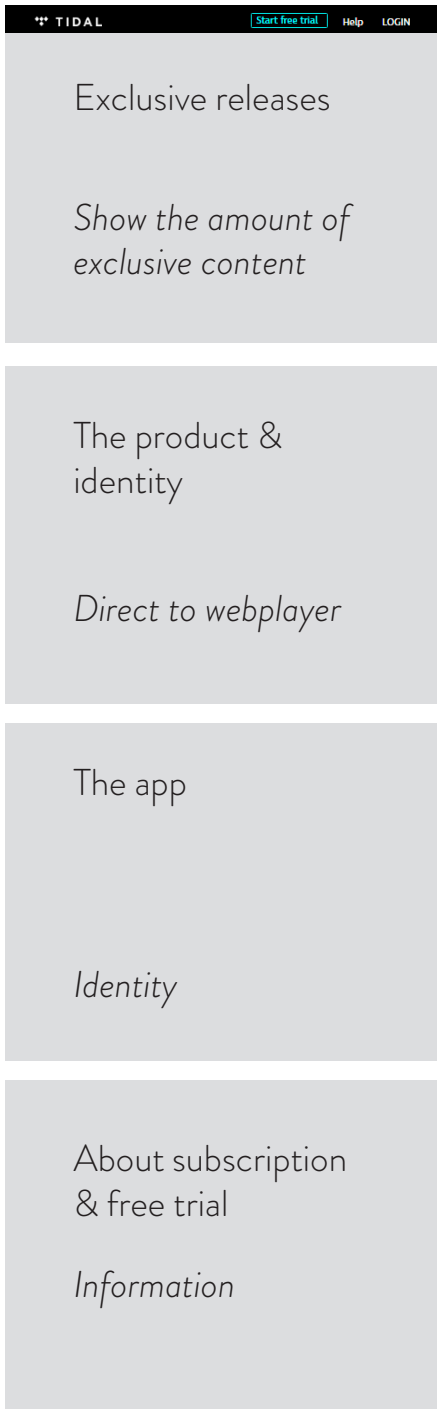 TIDAL Start free trial Help LOGIN
Exclusive releases
Show the amount of
exclusive content
The product &
identity
Direct to webplayer
The app
Identity
About subscription
& free trial
Information